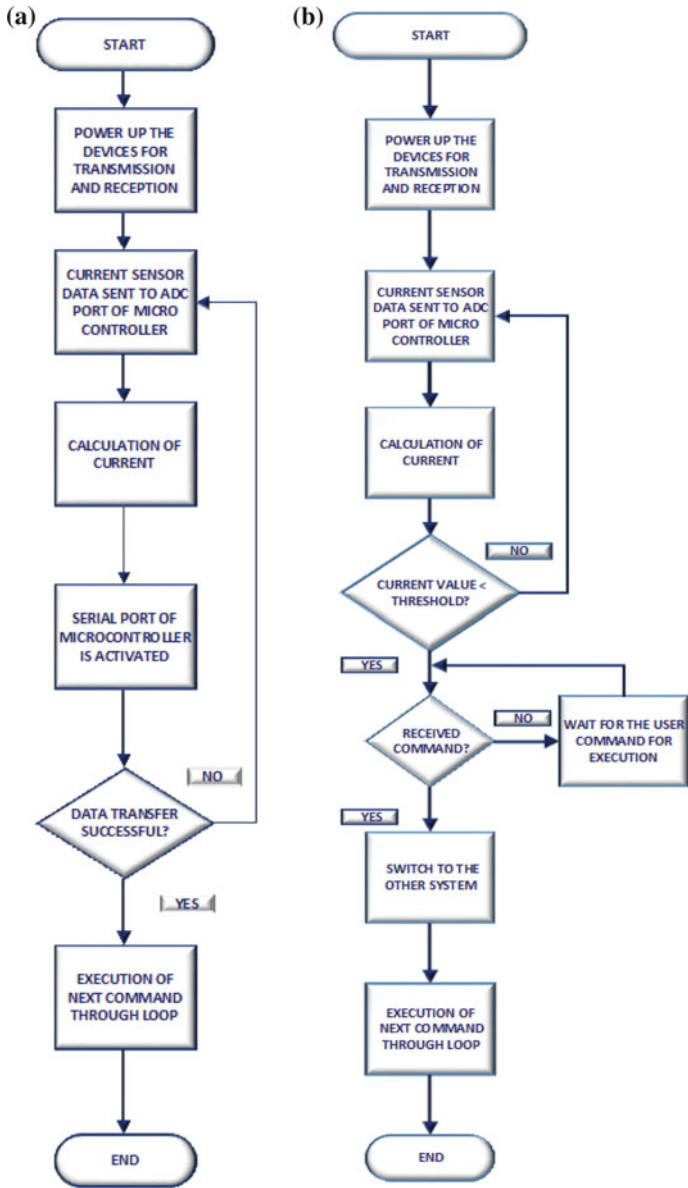 (a)
START
POWER UP THE
DEVICES FOR
TRANSMISSION
AND RECEPTION
CURRENT SENSOR
DATA SENT TO ADC
PORT OF MICRO
CONTROLLER
CALCULATION OF
CURRENT
SERIAL PORT OF
MICROCONTROLLER
IS ACTIVATED
NO
DATA TRANSFER
SUCCESSFUL?
YES
EXECUTION OF
NEXT COMMAND
THROUGH LOOP
END
(b)
START
POWER UP THE
DEVICES FOR
TRANSMISSION
AND RECEPTION
CURRENT SENSOR
DATA SENT TO ADC
PORT OF MICRO
CONTROLLER
CALCULATION OF
CURRENT
NO
CURRENT VALUE <
THRESHOLD?
YES
RECEIVED
COMMAND?
NO
WAIT FOR THE USER
COMMAND FOR
EXECUTION
YES
SWITCH TO THE
OTHER SYSTEM
EXECUTION OF
NEXT COMMAND
THROUGH LOOP
END